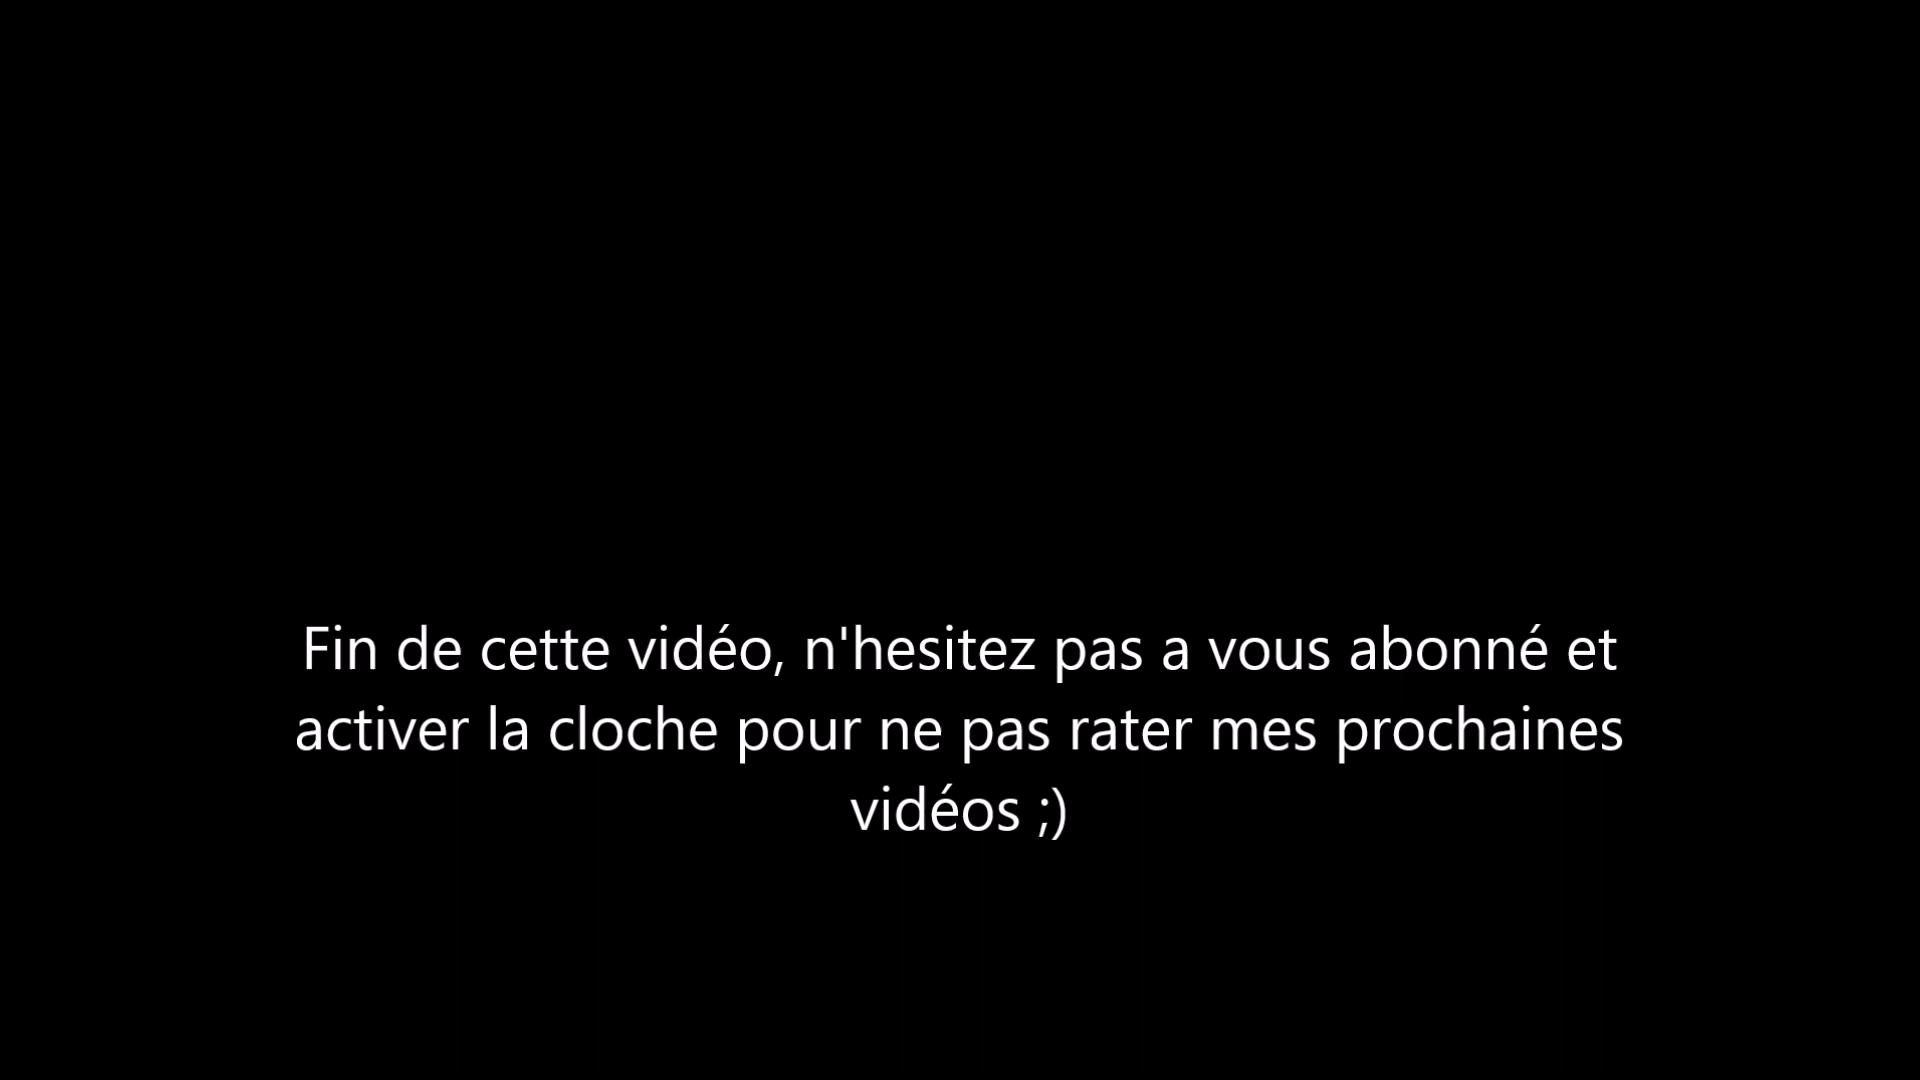 Fin de cette vidéo, n'hesitez pas a vous abonné et
activer la cloche pour ne pas rater mes prochaines
vidéos ;)